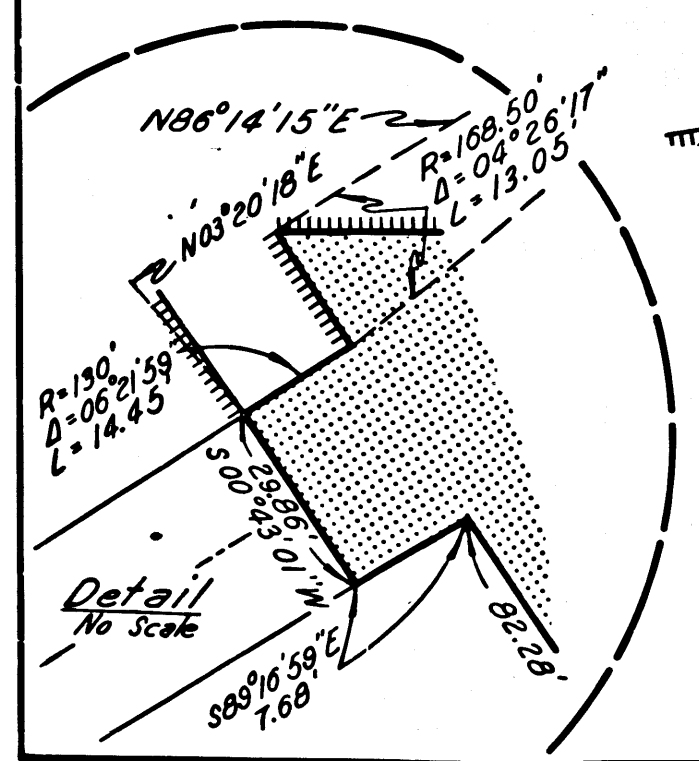 N86°14'15"E
R=168.50'
Δ=04°26'17"
L=13.05'
N03°20'18"E
R=130'
Δ=06°21'59"
L=14.45
29.86'
S00°43'01"W
Detail
No Scale
S89°16'59"E
7.68'
82.28'